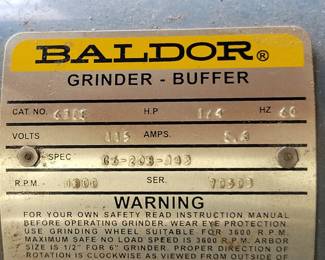 BALDOR®
GRINDER - BUFFER
CAT. NO. H.P. 1/4 HZ 60
VOLTS 115 AMPS.
SPEC
R.P.M. SER.
WARNING
FOR YOUR OWN SAFETY READ INSTRUCTION MANUAL
BEFORE OPERATING GRINDER. WEAR EYE PROTECTION.
USE GRINDING WHEEL SUITABLE FOR 3600 R.P.M.
MAXIMUM SAFE NO LOAD SPEED IS 3600 R.P.M. ARBOR
SIZE IS 1/2" FOR 6" GRINDER. PROPER DIRECTION OF
ROTATION IS CLOCKWISE AS VIEWED FROM OUTSIDE OF